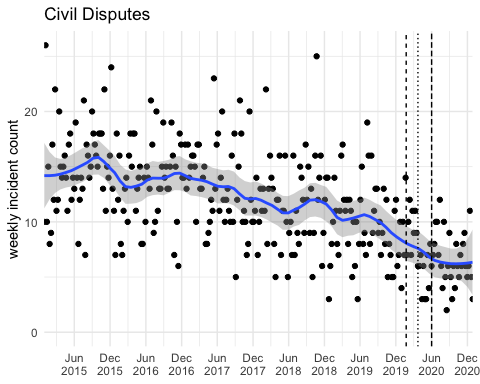 Civil Disputes
weekly incident count
20
10
0
Jun Dec Jun Dec Jun Dec Jun Dec Jun Dec Jun Dec
2015 2015 2016 2016 2017 2017 2018 2018 2019 2019 2020 2020